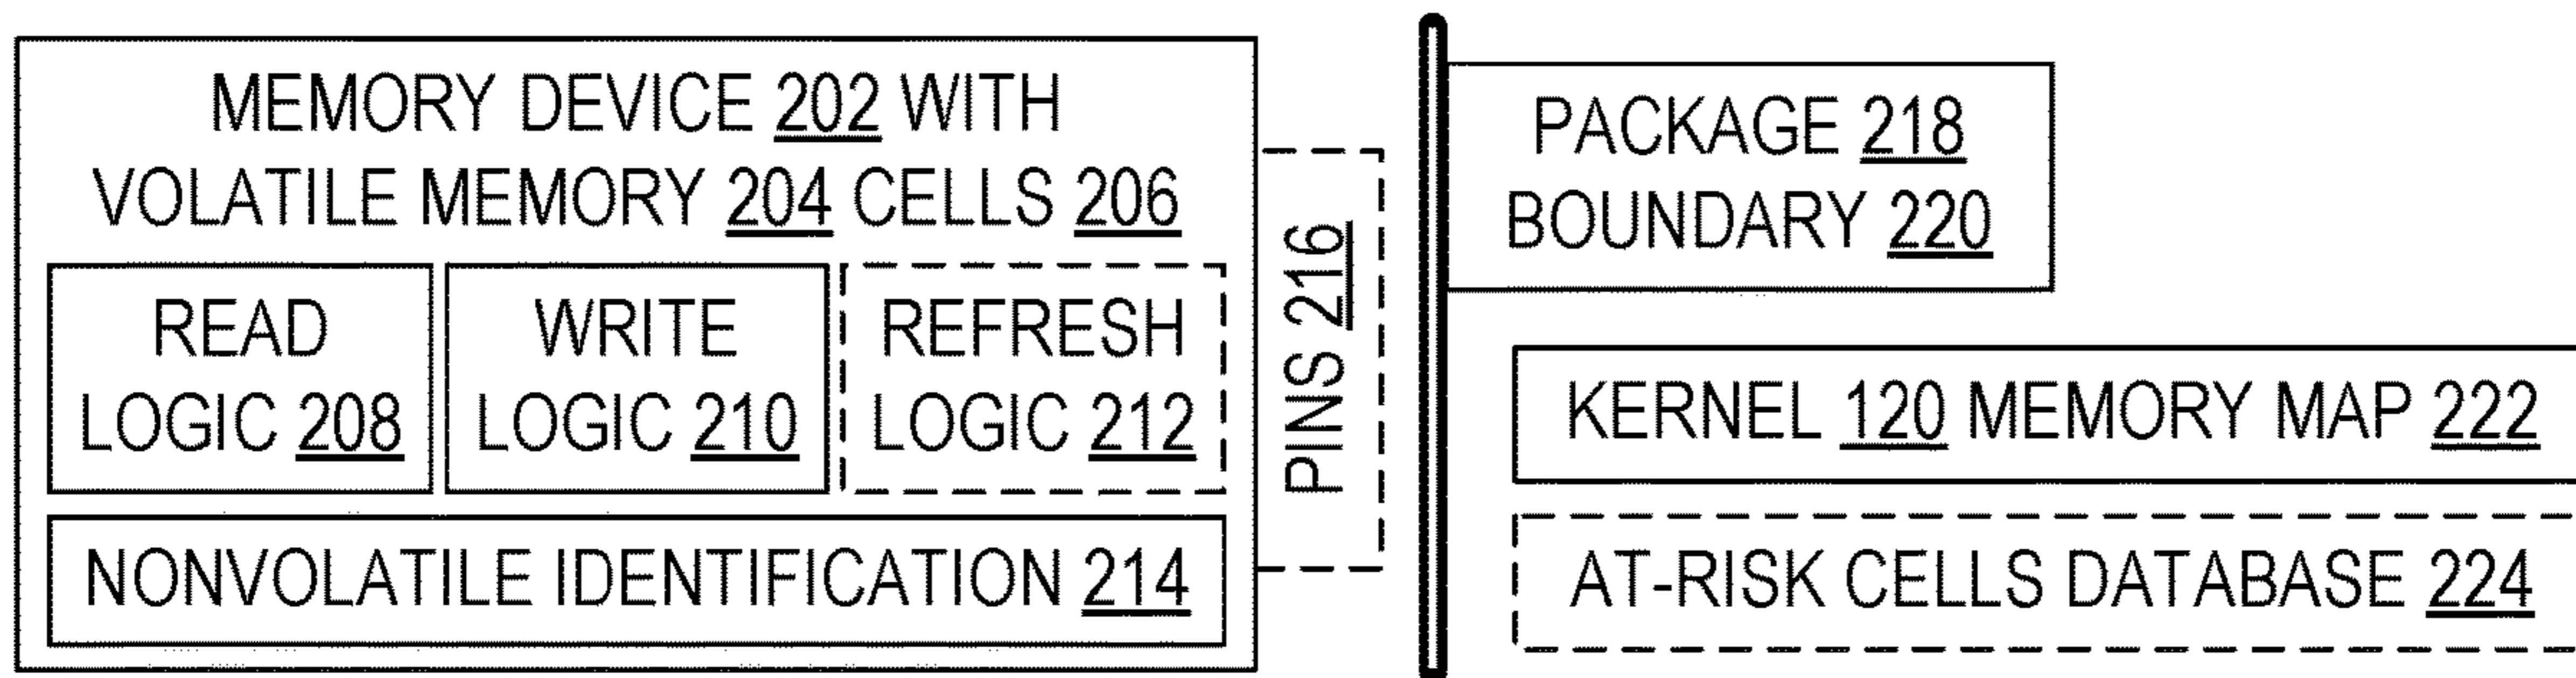 MEMORY DEVICE 202 WITH
VOLATILE MEMORY 204 CELLS 206
READ
LOGIC 208
WRITE
LOGIC 210
REFRESH
LOGIC 212
NONVOLATILE IDENTIFICATION 214
PINS 216
PACKAGE 218
BOUNDARY 220
KERNEL 120 MEMORY MAP 222
AT-RISK CELLS DATABASE 224